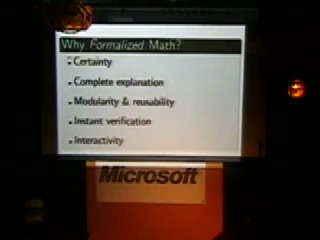 Why Formalized Math?
Certainty
Complete explanation
Modularity & reusability
Instant verification
Interactivity
Microsoft